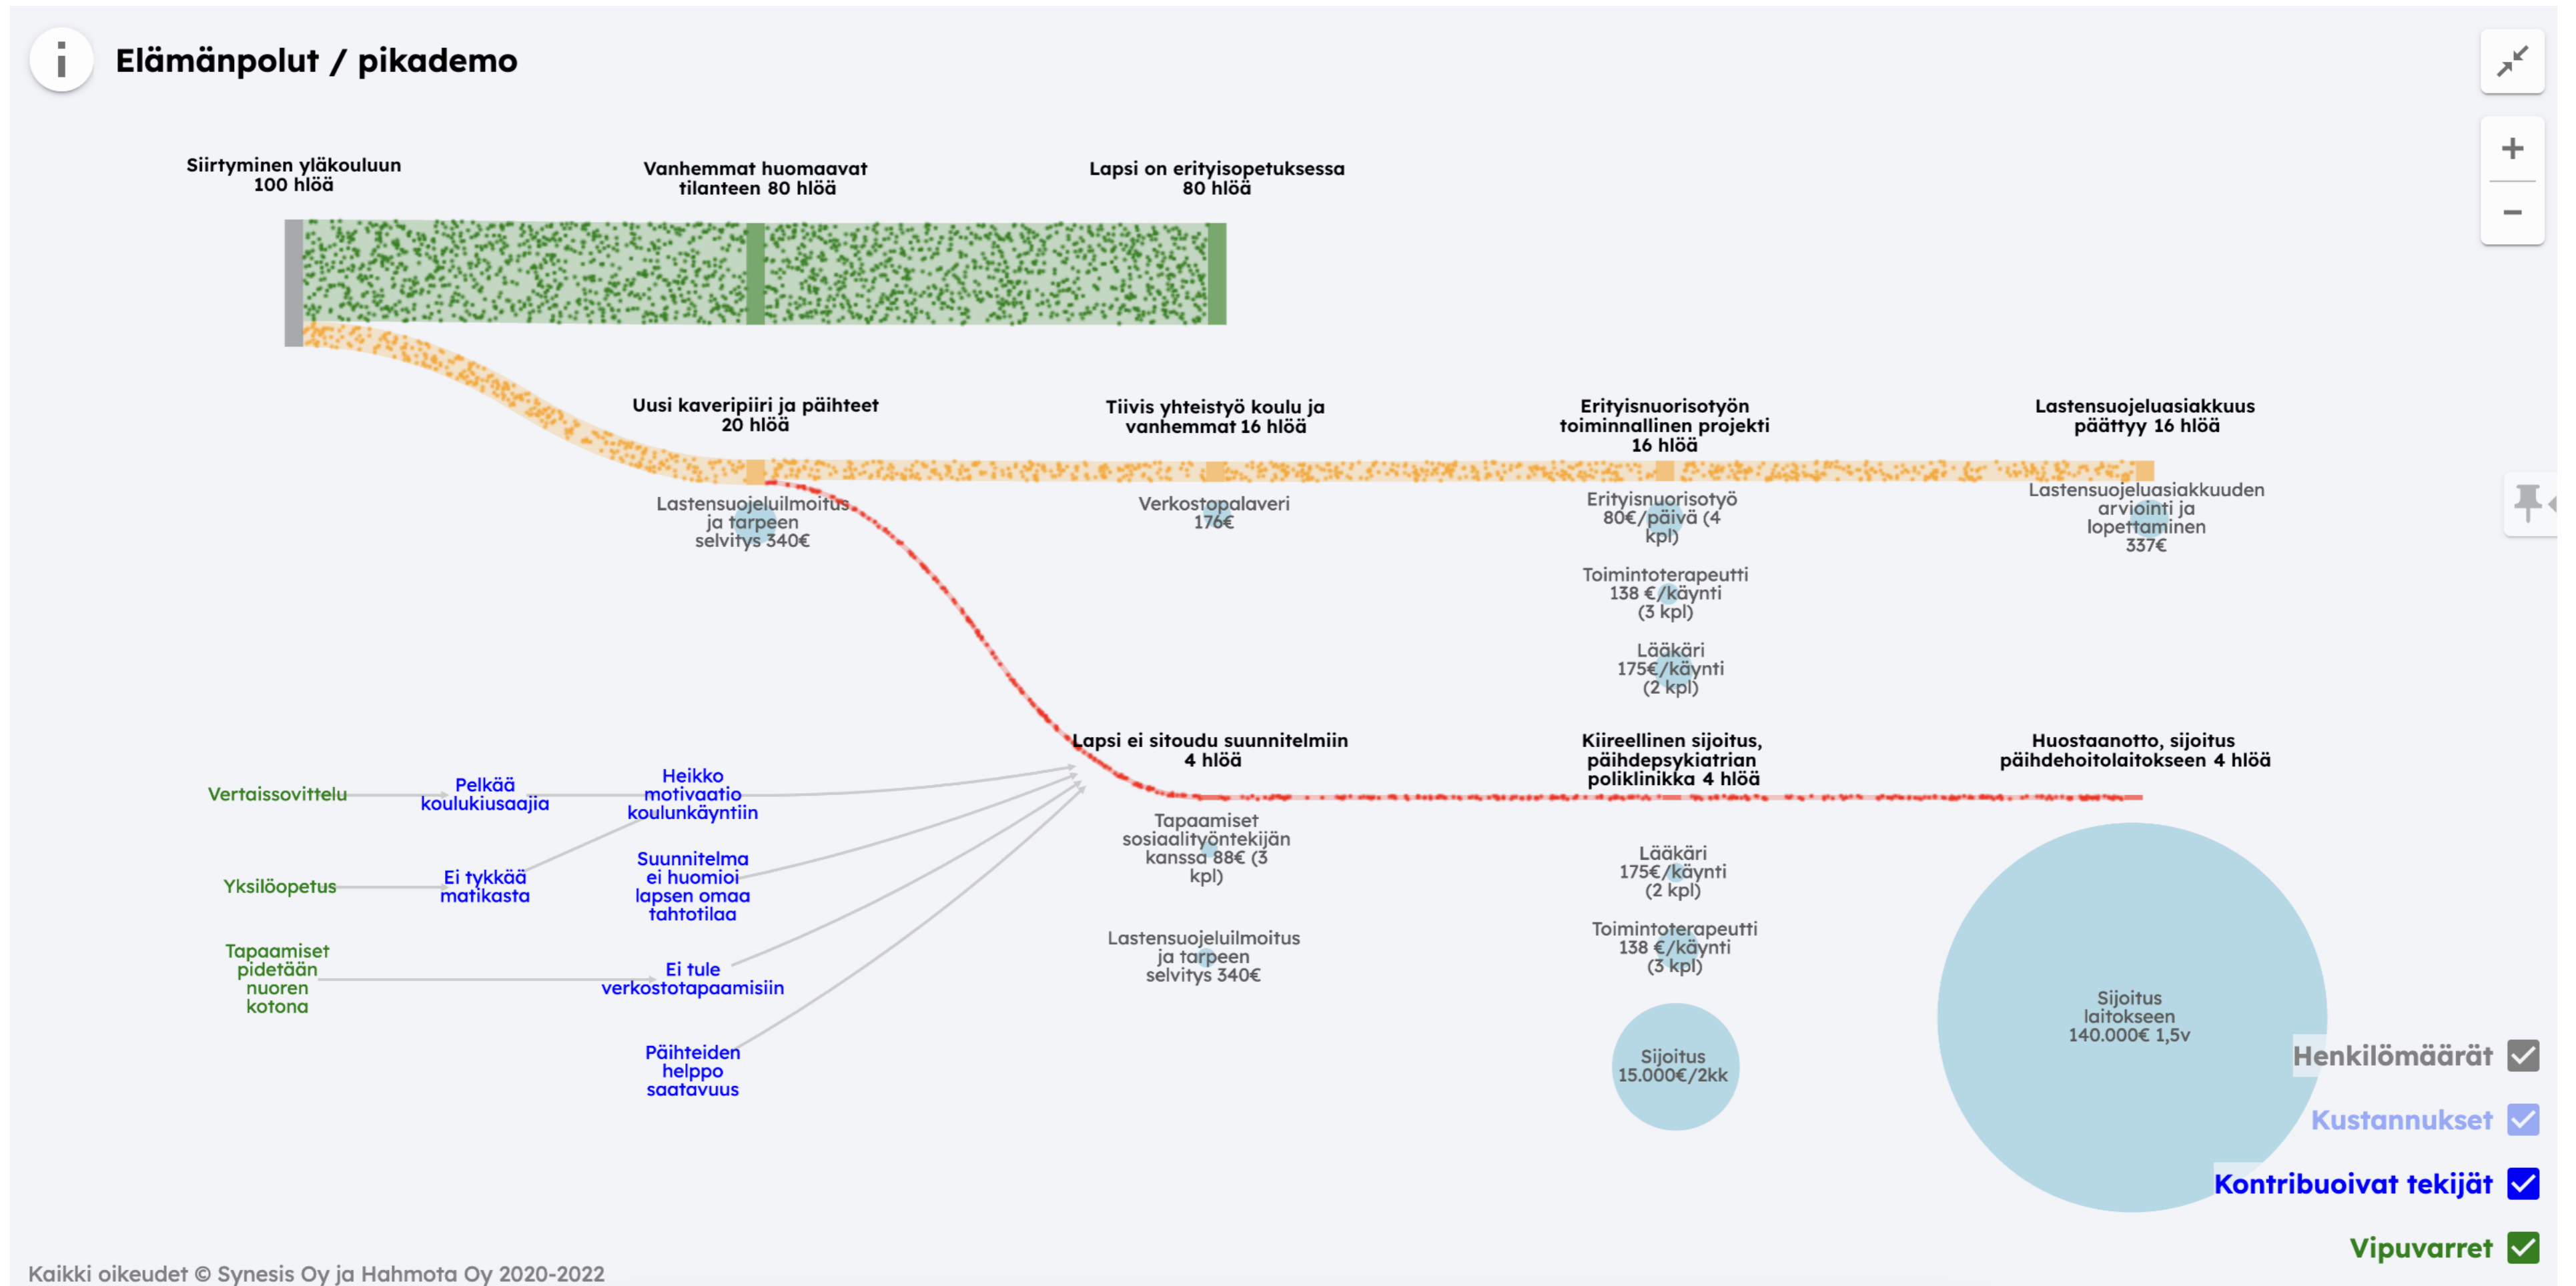 i
Elämänpolut / pikademo
Siirtyminen yläkouluun
100 hlöä
Vanhemmat huomaavat
tilanteen 80 hlöä
Lapsi on erityisopetuksessa
80 hlöä
Uusi kaveripiiri ja päihteet
20 hlöä
Tiivis yhteistyö koulu ja
vanhemmat 16 hlöä
Erityisnuorisotyön
toiminnallinen projekti
16 hlöä
Lastensuojeluasiakkuus
päättyy 16 hlöä
Lastensuojeluilmoitus
ja tarpeen
selvitys 340€
Verkostopalaveri
176€
Erityisnuorisotyö
80€/päivä (4
kpl)
Toimintoterapeutti
138 €/käynti
(3 kpl)
Lääkäri
175€/käynti
(2 kpl)
Lastensuojeluasiakkuuden
arviointi ja
lopettaminen
337€
Lapsi ei sitoudu suunnitelmiin
4 hlöä
Kiireellinen sijoitus,
päihdepsykiatrian
poliklinikka 4 hlöä
Huostaanotto, sijoitus
päihdehoitolaitokseen 4 hlöä
Vertaissovittelu
Pelkää
koulukiusaajia
Heikko
motivaatio
koulunkäyntiin
Yksilöopetus
Ei tykkää
matikasta
Suunnitelma
ei huomioi
lapsen omaa
tahtotilaa
Tapaamiset
pidetään
nuoren
kotona
Ei tule
verkostotapaamisiin
Päihteiden
helppo
saatavuus
Tapaamiset
sosiaalityöntekijän
kanssa 88€ (3
kpl)
Lastensuojeluilmoitus
ja tarpeen
selvitys 340€
Lääkäri
175€/käynti
(2 kpl)
Toimintoterapeutti
138 €/käynti
(3 kpl)
Sijoitus
15.000€/2kk
Sijoitus
laitokseen
140.000€ 1,5v
Henkilömäärät
Kustannukset
Kontribuoivat tekijät
Vipuvarret
Kaikki oikeudet © Synesis Oy ja Hahmota Oy 2020-2022